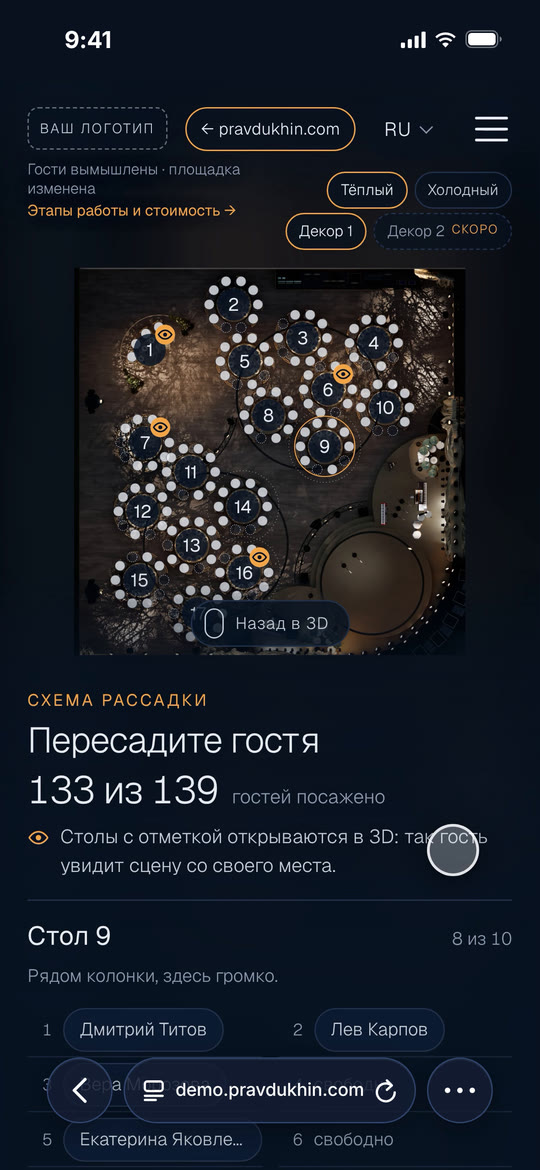 9:41
ВАШ ЛОГОТИП
← pravdukhin.com
RU
Гости вымышлены · площадка
изменена
Этапы работы и стоимость →
Тёплый
Холодный
Декор 1
Декор 2 СКОРО
2
1
3
4
5
6
10
8
9
7
11
12
14
13
15
16
Назад в 3D
СХЕМА РАССАДКИ
Пересадите гостя
133 из 139 гостей посажено
Столы с отметкой открываются в 3D: так гость
увидит сцену со своего места.
Стол 9
8 из 10
Рядом колонки, здесь громко.
1 Дмитрий Титов
2 Лев Карпов
3
demo.pravdukhin.com
5 Екатерина Яковле...
6 свободно